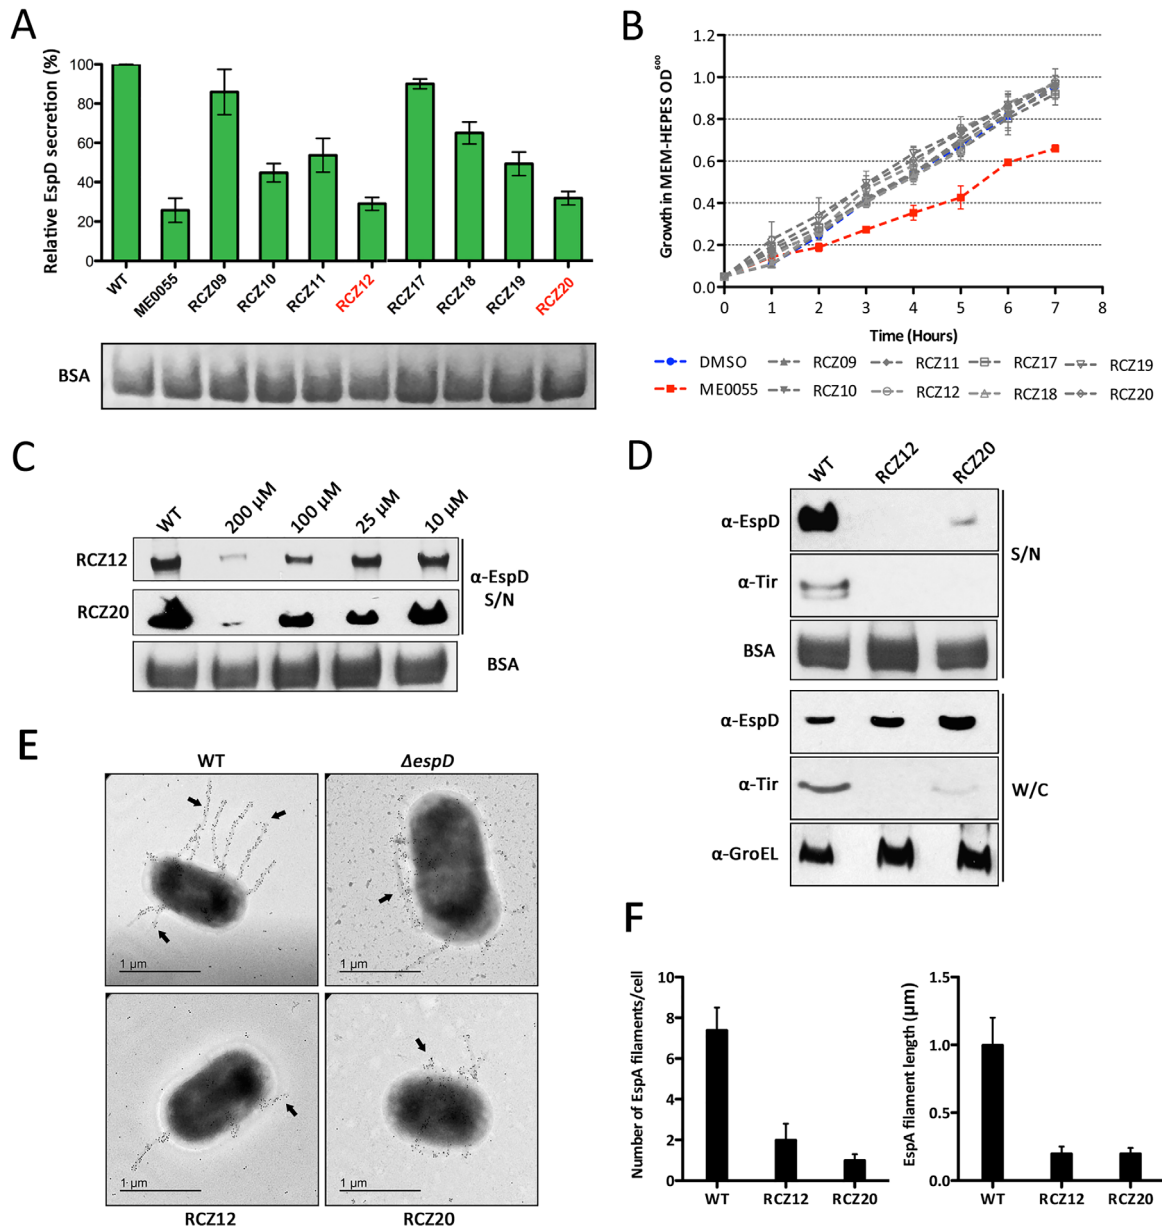 A
Relative EspD secretion (%)
100
80
60
40
20
0
WT
ME0055
RCZ09
RCZ10
RCZ11
RCZ12
RCZ17
RCZ18
RCZ19
RCZ20
BSA
B
Growth in MEM-HEPES OD⁶⁰⁰
1.2
1.0
0.8
0.6
0.4
0.2
0.0
0 1 2 3 4 5 6 7 8
Time (Hours)
DMSO RCZ09 RCZ11 RCZ17 RCZ19
ME0055 RCZ10 RCZ12 RCZ18 RCZ20
C
WT 200 µM 100 µM 25 µM 10 µM
RCZ12
RCZ20
α-EspD
S/N
BSA
D
WT RCZ12 RCZ20
α-EspD
α-Tir
BSA
S/N
α-EspD
α-Tir
α-GroEL
W/C
E
WT ΔespD
1 µm 1 µm
1 µm 1 µm
RCZ12 RCZ20
F
Number of EspA filaments/cell
10
8
6
4
2
0
WT RCZ12 RCZ20
EspA filament length (µm)
1.5
1.0
0.5
0.0
WT RCZ12 RCZ20